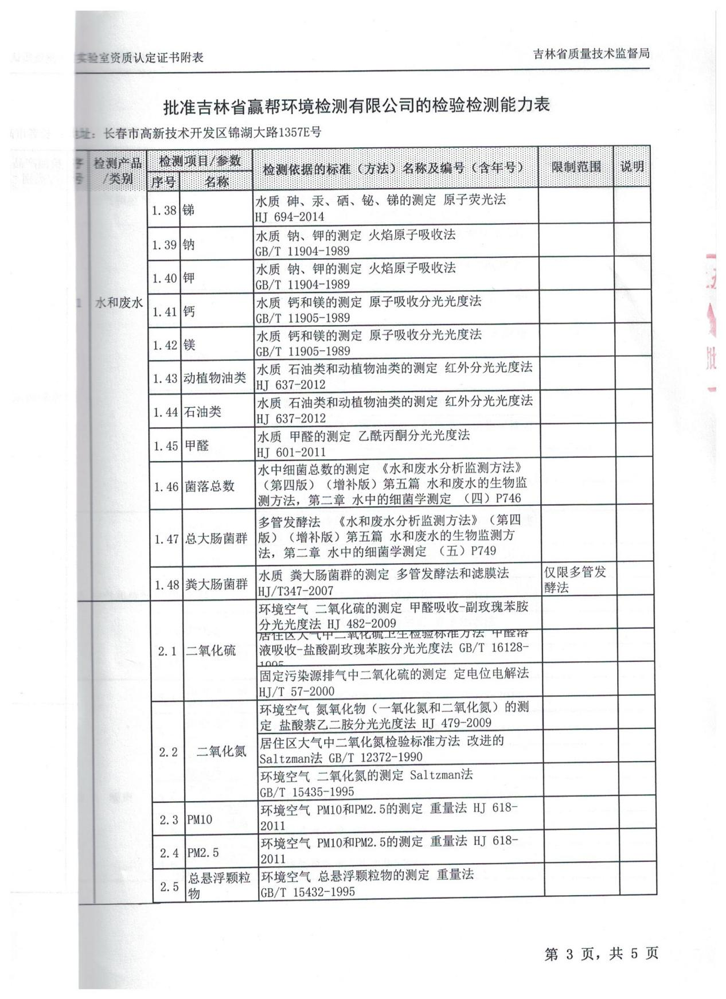 实验室资质认定证书附表
吉林省质量技术监督局
批准吉林省赢帮环境检测有限公司的检验检测能力表
地址：长春市高新技术开发区锦湖大路1357E号
序号 检测产品/类别 检测项目/参数 检测依据的标准（方法）名称及编号（含年号） 限制范围 说明
序号 名称
1 水和废水
1.38 锑 水质 砷、汞、硒、铋、锑的测定 原子荧光法
HJ 694-2014
1.39 钠 水质 钠、钾的测定 火焰原子吸收法
GB/T 11904-1989
1.40 钾 水质 钠、钾的测定 火焰原子吸收法
GB/T 11904-1989
1.41 钙 水质 钙和镁的测定 原子吸收分光光度法
GB/T 11905-1989
1.42 镁 水质 钙和镁的测定 原子吸收分光光度法
GB/T 11905-1989
1.43 动植物油类 水质 石油类和动植物油类的测定 红外分光光度法
HJ 637-2012
1.44 石油类 水质 石油类和动植物油类的测定 红外分光光度法
HJ 637-2012
1.45 甲醛 水质 甲醛的测定 乙酰丙酮分光光度法
HJ 601-2011
1.46 菌落总数 水中细菌总数的测定 《水和废水分析监测方法》
（第四版）（增补版）第五篇 水和废水的生物监
测方法，第二章 水中的细菌学测定 （四）P746
1.47 总大肠菌群 多管发酵法 《水和废水分析监测方法》（第四
版）（增补版）第五篇 水和废水的生物监测方
法，第二章 水中的细菌学测定 （五）P749
1.48 粪大肠菌群 水质 粪大肠菌群的测定 多管发酵法和滤膜法 仅限多管发
HJ/T347-2007 酵法
2.1 二氧化硫 环境空气 二氧化硫的测定 甲醛吸收-副玫瑰苯胺
分光光度法 HJ 482-2009
居住区大气中二氧化硫卫生检验标准方法 甲醛溶
液吸收-盐酸副玫瑰苯胺分光光度法 GB/T 16128-
1995
固定污染源排气中二氧化硫的测定 定电位电解法
HJ/T 57-2000
2.2 二氧化氮 环境空气 氮氧化物（一氧化氮和二氧化氮）的测
定 盐酸萘乙二胺分光光度法 HJ 479-2009
居住区大气中二氧化氮检验标准方法 改进的
Saltzman法 GB/T 12372-1990
环境空气 二氧化氮的测定 Saltzman法
GB/T 15435-1995
2.3 PM10 环境空气 PM10和PM2.5的测定 重量法 HJ 618-
2011
2.4 PM2.5 环境空气 PM10和PM2.5的测定 重量法 HJ 618-
2011
2.5 总悬浮颗粒物 环境空气 总悬浮颗粒物的测定 重量法
GB/T 15432-1995
批
第 3 页，共 5 页